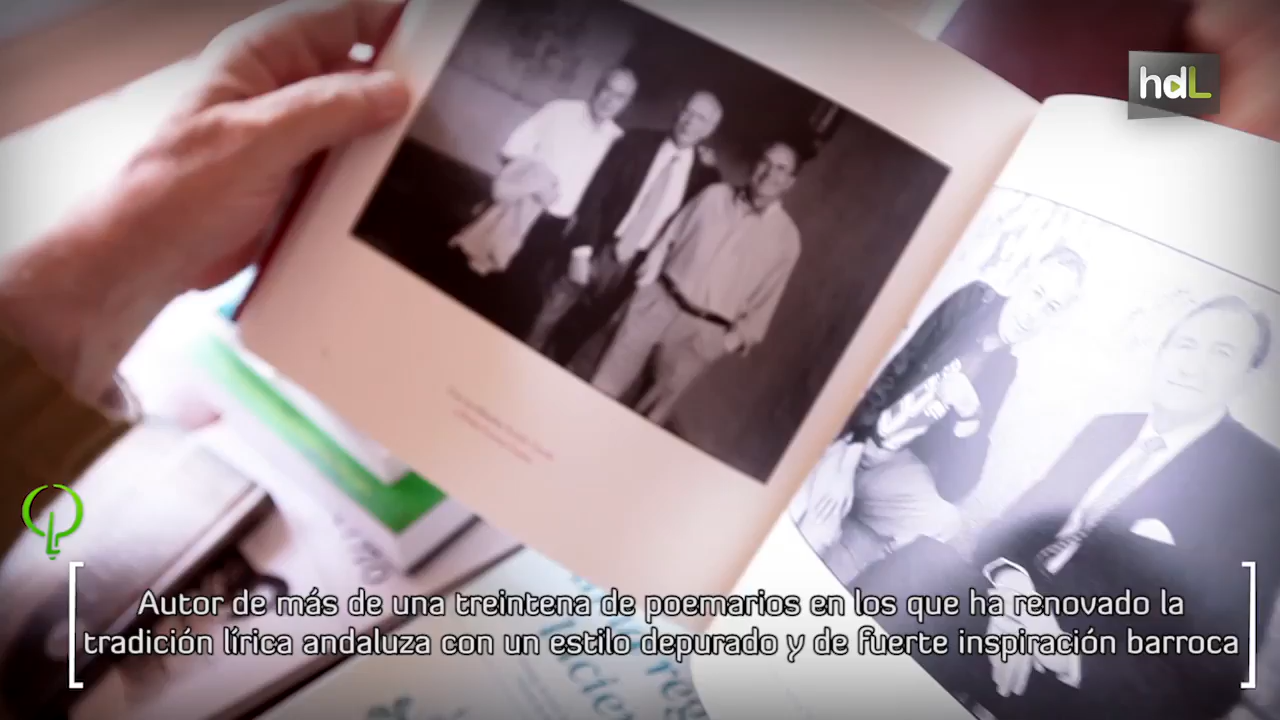 hdL
Autor de más de una treintena de poemarios en los que ha renovado la
tradición lírica andaluza con un estilo depurado y de fuerte inspiración barroca